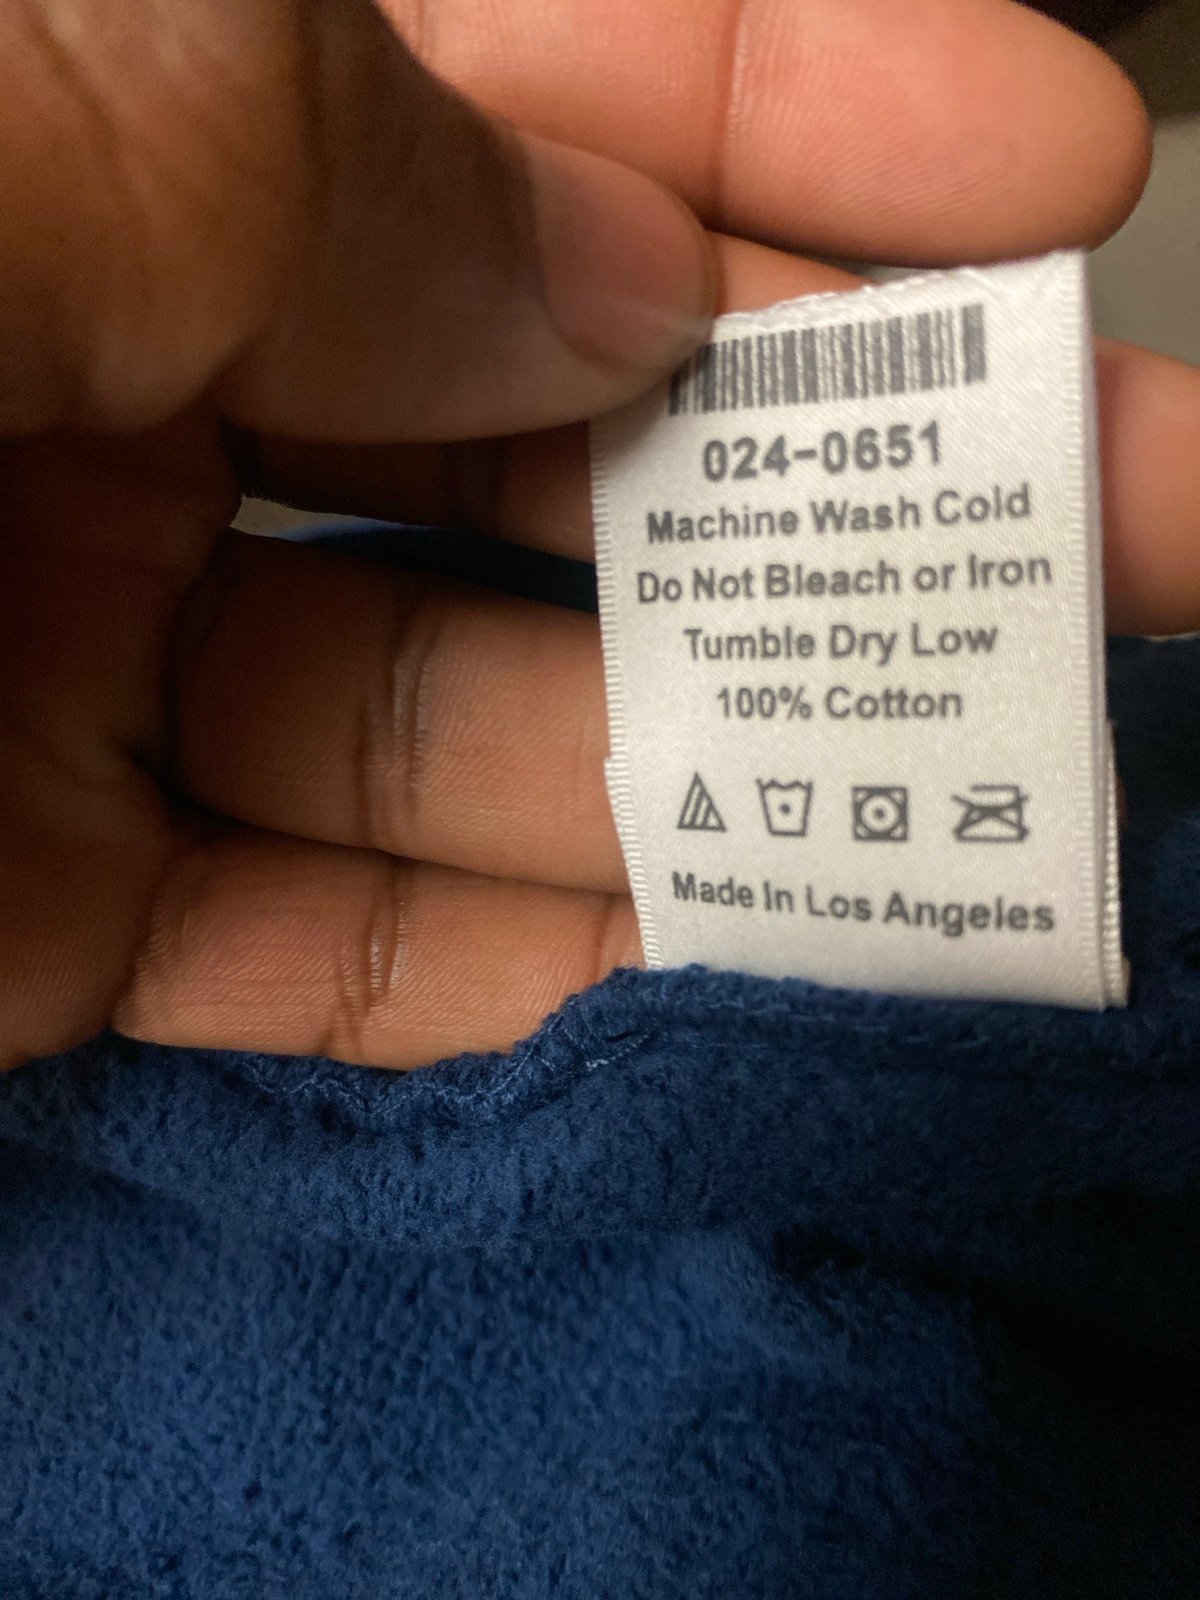 024-0651
Machine Wash Cold
Do Not Bleach or Iron
Tumble Dry Low
100% Cotton
Made In Los Angeles